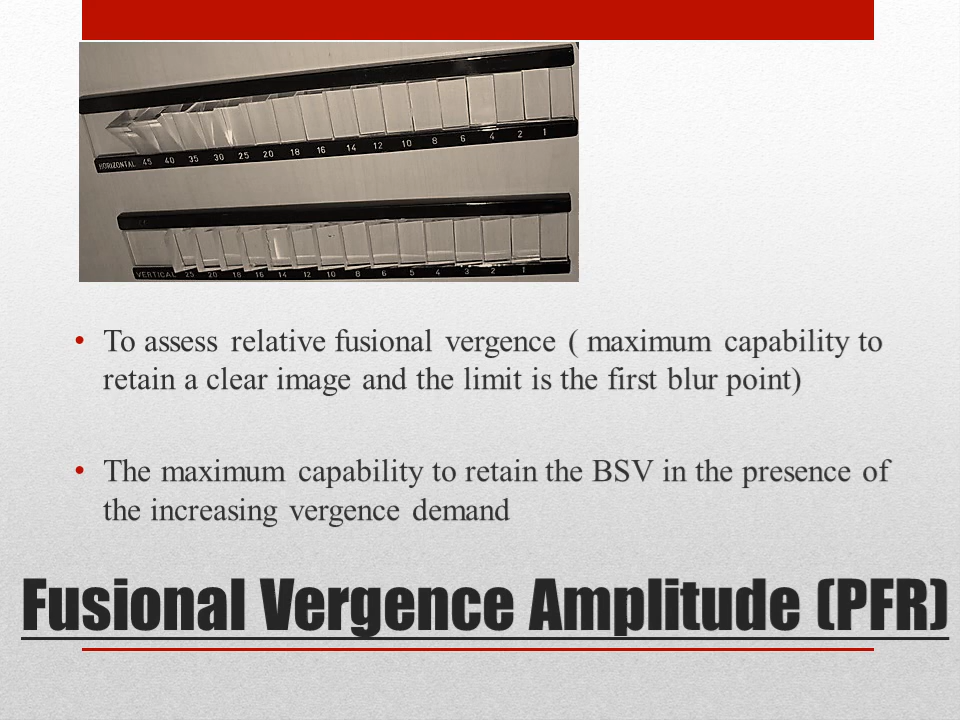 HORIZONTAL 45 40 35 30 25 20 18 16 14 12 10 8 6 4 2 1
VERTICAL 25 20 18 16 14 12 10 8 6 5 4 3 2 1
• To assess relative fusional vergence ( maximum capability to
retain a clear image and the limit is the first blur point)
• The maximum capability to retain the BSV in the presence of
the increasing vergence demand
Fusional Vergence Amplitude (PFR)